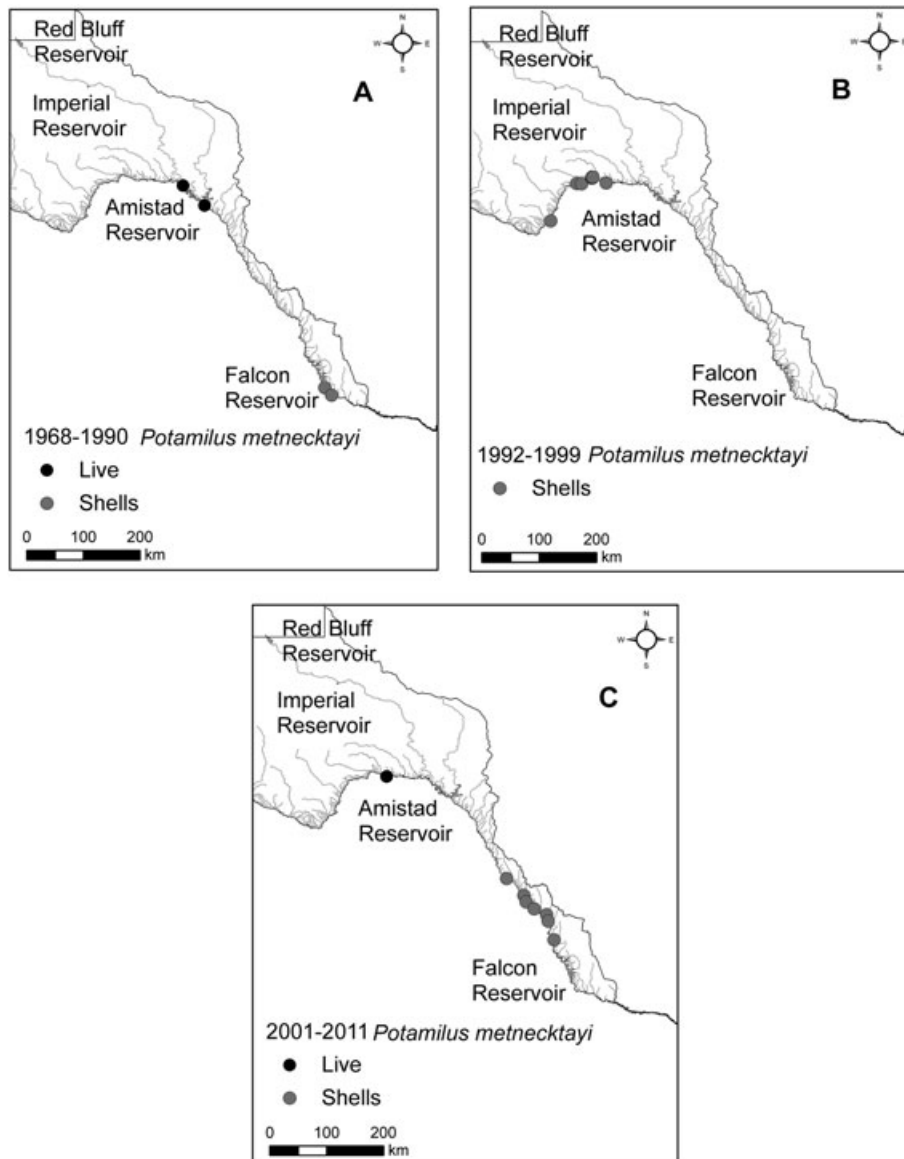 N
W E
S
Red Bluff
Reservoir
A
Imperial
Reservoir
Amistad
Reservoir
Falcon
Reservoir
1968-1990 Potamilus metnecktayi
Live
Shells
0 100 200
km
N
W E
S
Red Bluff
Reservoir
B
Imperial
Reservoir
Amistad
Reservoir
Falcon
Reservoir
1992-1999 Potamilus metnecktayi
Shells
0 100 200
km
N
W E
S
Red Bluff
Reservoir
C
Imperial
Reservoir
Amistad
Reservoir
Falcon
Reservoir
2001-2011 Potamilus metnecktayi
Live
Shells
0 100 200
km